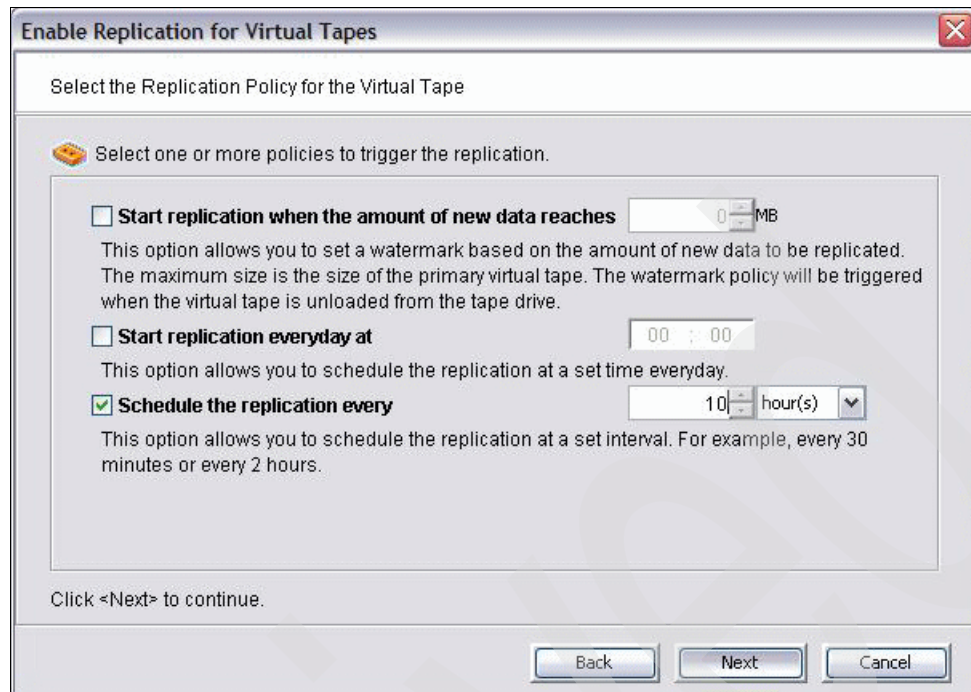 Enable Replication for Virtual Tapes
Select the Replication Policy for the Virtual Tape
Select one or more policies to trigger the replication.
Start replication when the amount of new data reaches 0 MB
This option allows you to set a watermark based on the amount of new data to be replicated.
The maximum size is the size of the primary virtual tape. The watermark policy will be triggered
when the virtual tape is unloaded from the tape drive.
Start replication everyday at 00 : 00
This option allows you to schedule the replication at a set time everyday.
Schedule the replication every 10 hour(s)
This option allows you to schedule the replication at a set interval. For example, every 30
minutes or every 2 hours.
Click <Next> to continue.
Back Next Cancel